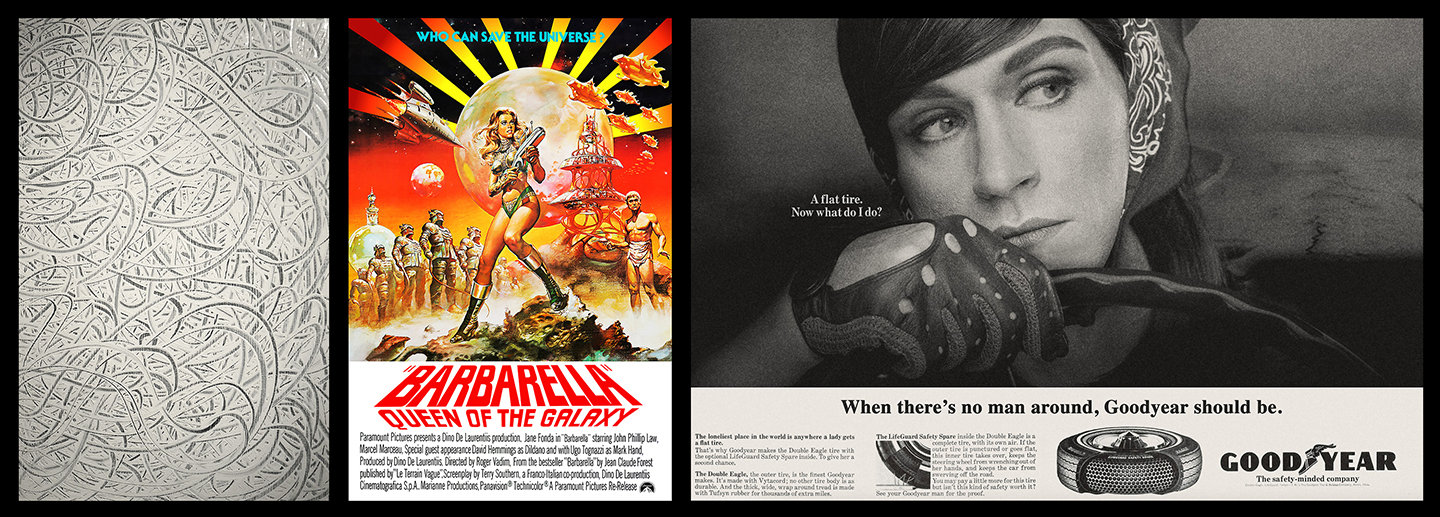 WHO CAN SAVE THE UNIVERSE?
"BARBARELLA"
QUEEN OF THE GALAXY
Paramount Pictures presents a Dino De Laurentiis production, Jane Fonda in "Barbarella" starring John Phillip Law,
Marcel Marceau, Special guest appearance David Hemmings as Dildano and with Ugo Tognazzi as Mark Hand,
Produced by Dino De Laurentiis. Directed by Roger Vadim, From the bestseller "Barbarella" by Jean Claude Forest
published by "Le Terrain Vague", Screenplay by Terry Southern, a Franco-Italian co-production, Dino De Laurentiis
Cinematografica S.p.A., Marianne Productions, Panavision® Technicolor® A Paramount Pictures Re-Release
A flat tire.
Now what do I do?
When there's no man around, Goodyear should be.
The loneliest place in the world is anywhere a lady gets
a flat tire.
That's why Goodyear makes the Double Eagle tire with
the optional LifeGuard Safety Spare inside. To give her a
second chance.
The Double Eagle, the outer tire, is the finest Goodyear
makes. It's made with Vytacord; no other tire body is as
durable. And the thick, wide, wrap around tread is made
with Tufsyn rubber for thousands of extra miles.
The LifeGuard Safety Spare inside the Double Eagle is a
complete tire, with its own air. If the
outer tire is punctured or goes flat,
this inner tire takes over, keeps the
steering wheel from wrenching out of
her hands, and keeps the car from
swerving off the road.
You may pay a little more for this tire
but isn't this kind of safety worth it?
See your Goodyear man for the proof.
GOODYEAR
The safety-minded company